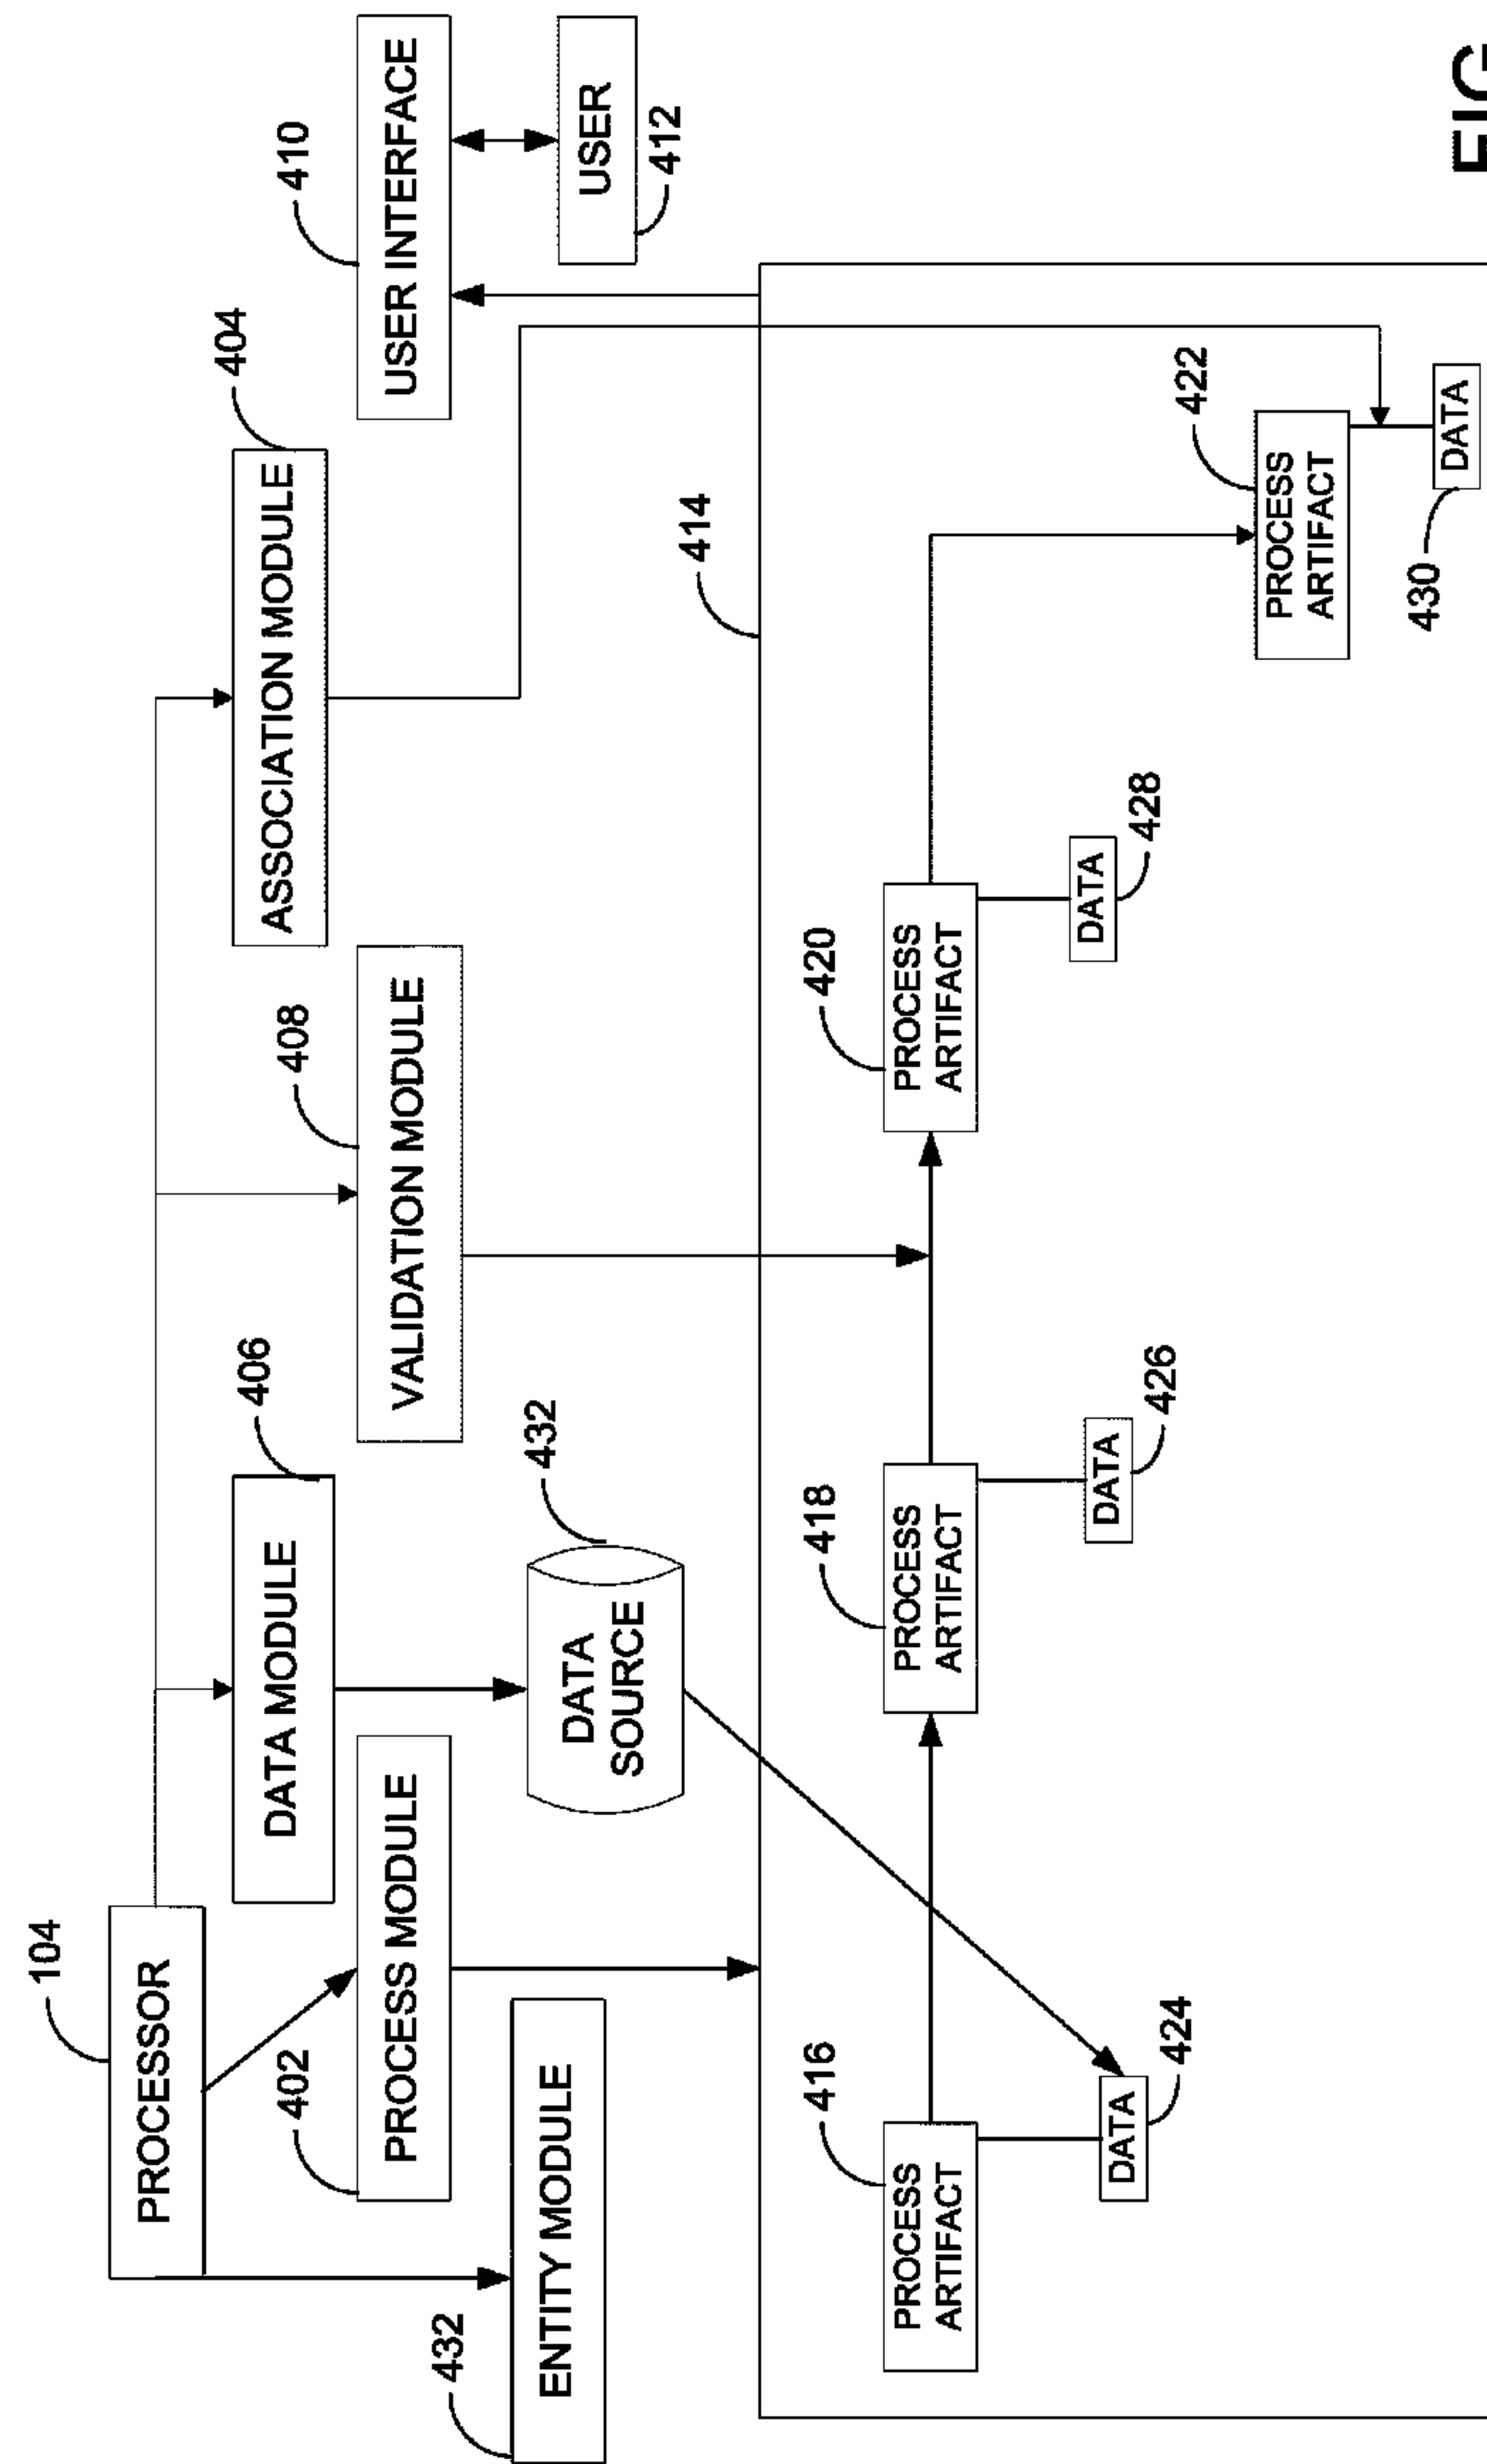 104
PROCESSOR
406
DATA MODULE
404
ASSOCIATION MODULE
402
PROCESS MODULE
408
VALIDATION MODULE
410
USER INTERFACE
432
ENTITY MODULE
432
DATA
SOURCE
USER
412
414
416
PROCESS
ARTIFACT
418
PROCESS
ARTIFACT
420
PROCESS
ARTIFACT
422
PROCESS
ARTIFACT
DATA
424
DATA
426
DATA
428
DATA
430
FIG